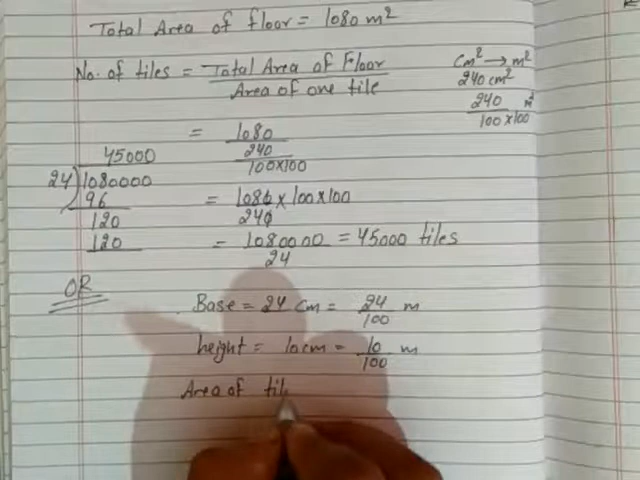 Total Area of floor = 1080 m²
No. of tiles = Total Area of Floor
Area of one tile
cm² → m²
240 cm²
240 m²
100×100
= 1080
240
100×100
45000
24)1080000
96
120
120
= 1080 × 100×100
240
= 1080000 = 45000 tiles
24
OR
Base = 24 cm = 24 m
100
height = 10cm = 10 m
100
Area of til